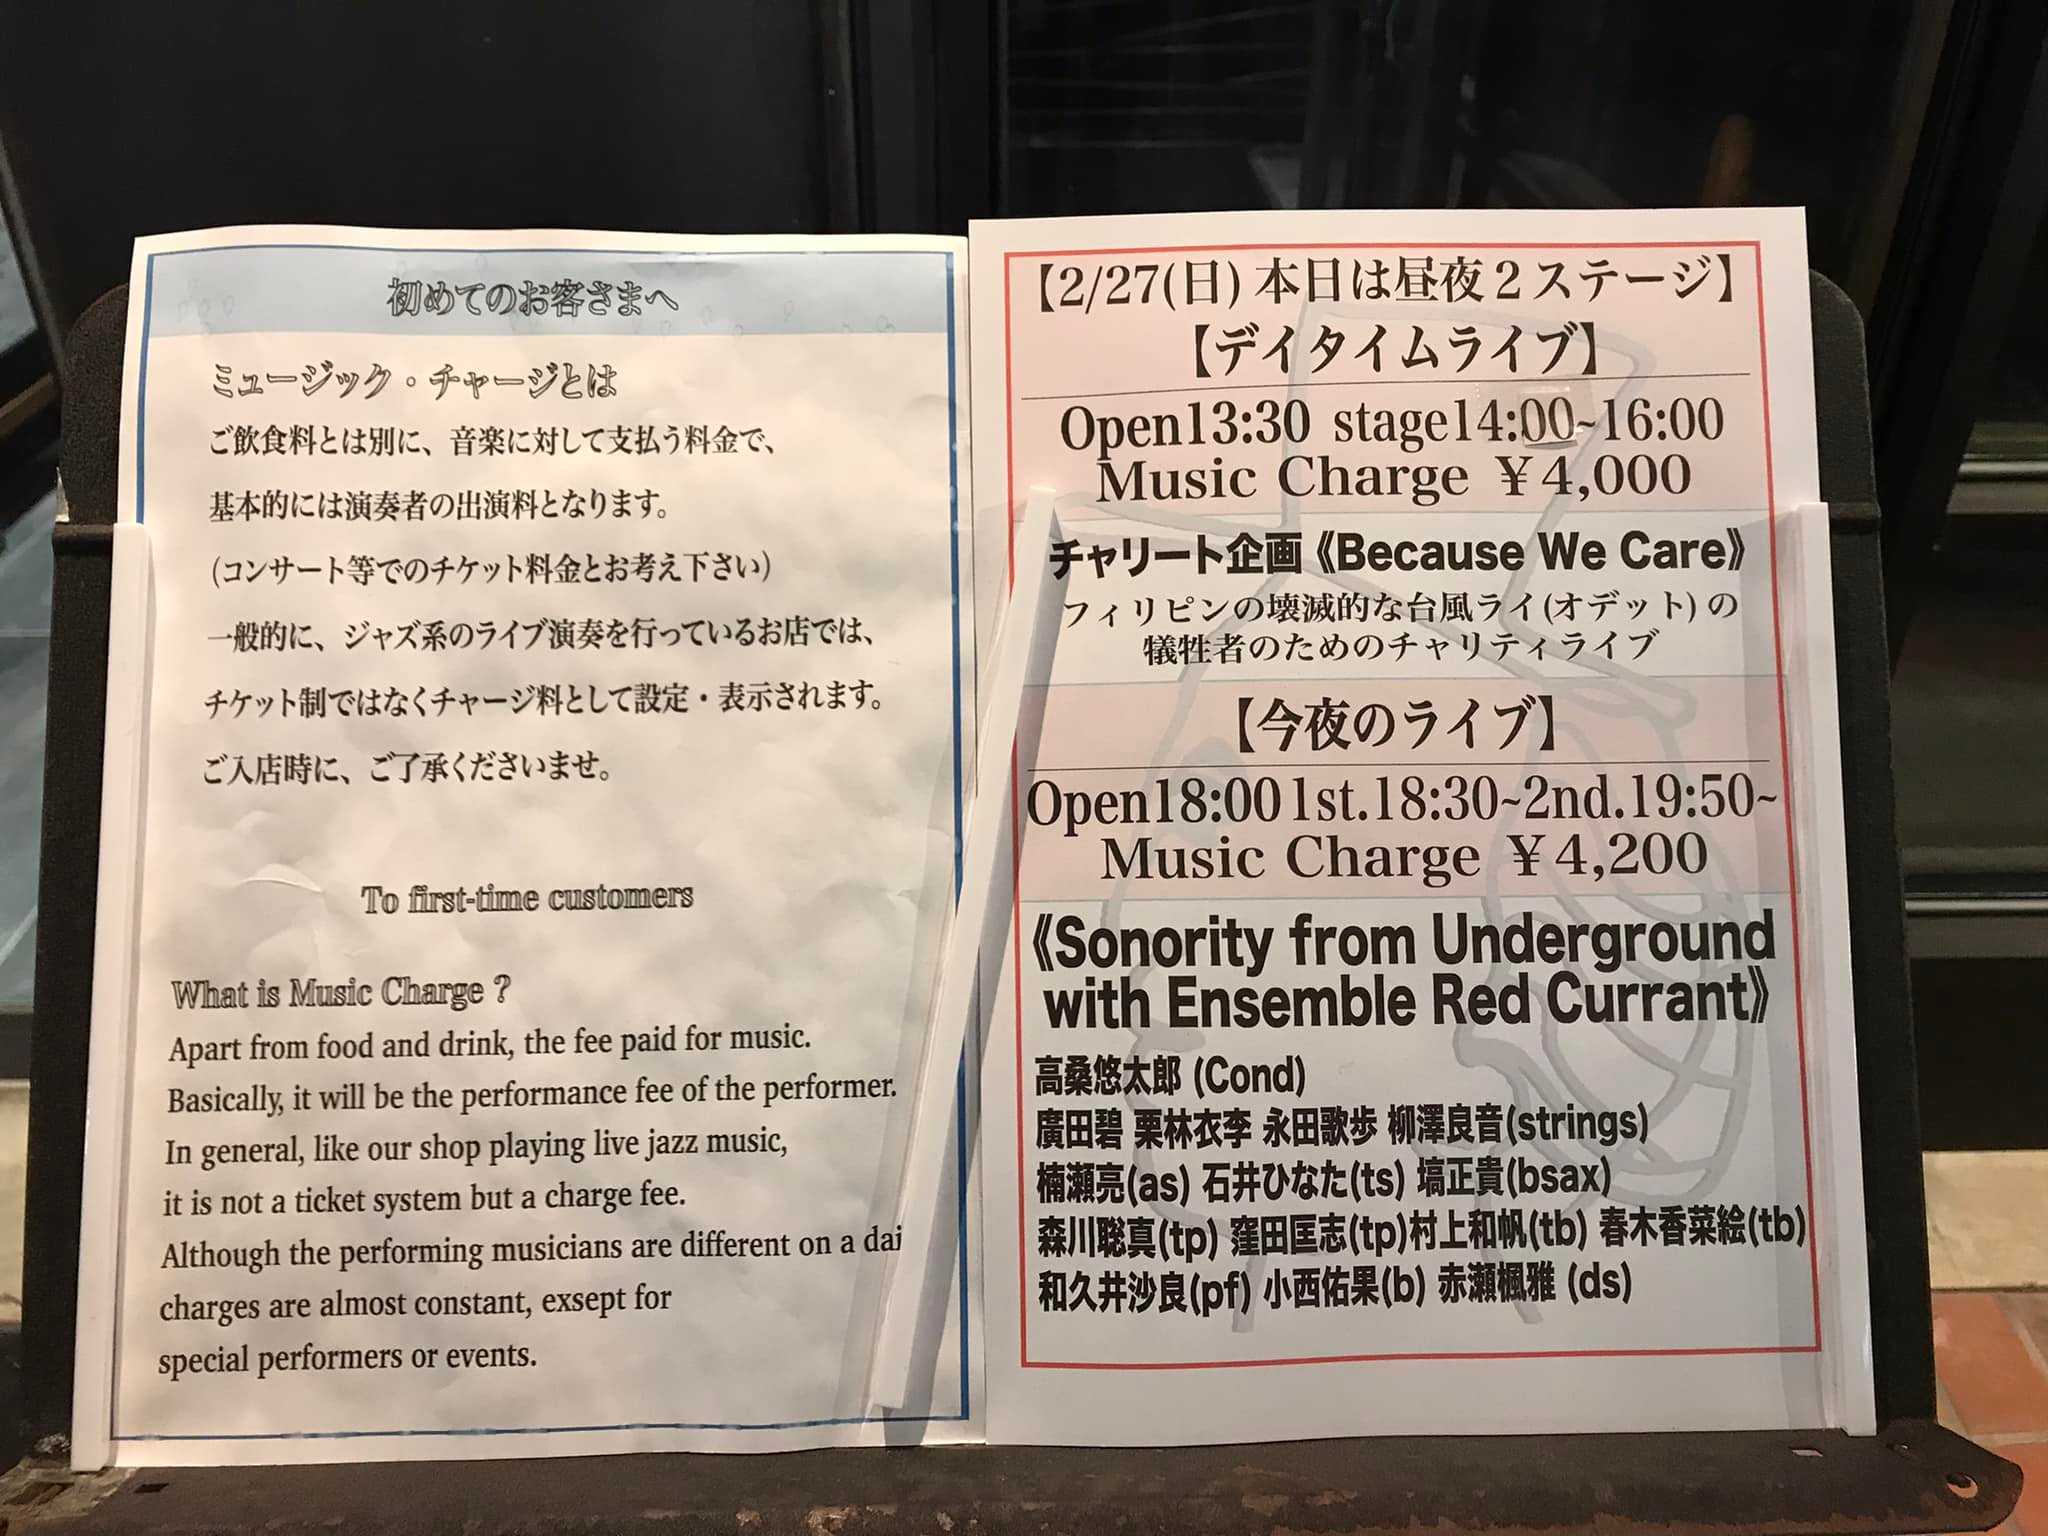 初めてのお客さまへ
ミュージック・チャージとは
ご飲食料とは別に、音楽に対して支払う料金で、
基本的には演奏者の出演料となります。
(コンサート等でのチケット料金とお考え下さい)
一般的に、ジャズ系のライブ演奏を行っているお店では、
チケット制ではなくチャージ料として設定・表示されます。
ご入店時に、ご了承くださいませ。
To first-time customers
What is Music Charge ?
Apart from food and drink, the fee paid for music.
Basically, it will be the performance fee of the performer.
In general, like our shop playing live jazz music,
it is not a ticket system but a charge fee.
Although the performing musicians are different on a dai
charges are almost constant, exsept for
special performers or events.
【2/27(日) 本日は昼夜2ステージ】
【デイタイムライブ】
Open13:30 stage14:00~16:00
Music Charge ¥4,000
チャリート企画《Because We Care》
フィリピンの壊滅的な台風ライ(オデット)の
犠牲者のためのチャリティライブ
【今夜のライブ】
Open18:00 1st.18:30~2nd.19:50~
Music Charge ¥4,200
《Sonority from Underground
with Ensemble Red Currant》
高桑悠太郎 (Cond)
廣田碧 栗林衣李 永田歌歩 柳澤良音(strings)
楠瀬亮(as) 石井ひなた(ts) 塙正貴(bsax)
森川聡真(tp) 窪田匡志(tp)村上和帆(tb) 春木香菜絵(tb)
和久井沙良(pf) 小西佑果(b) 赤瀬楓雅 (ds)